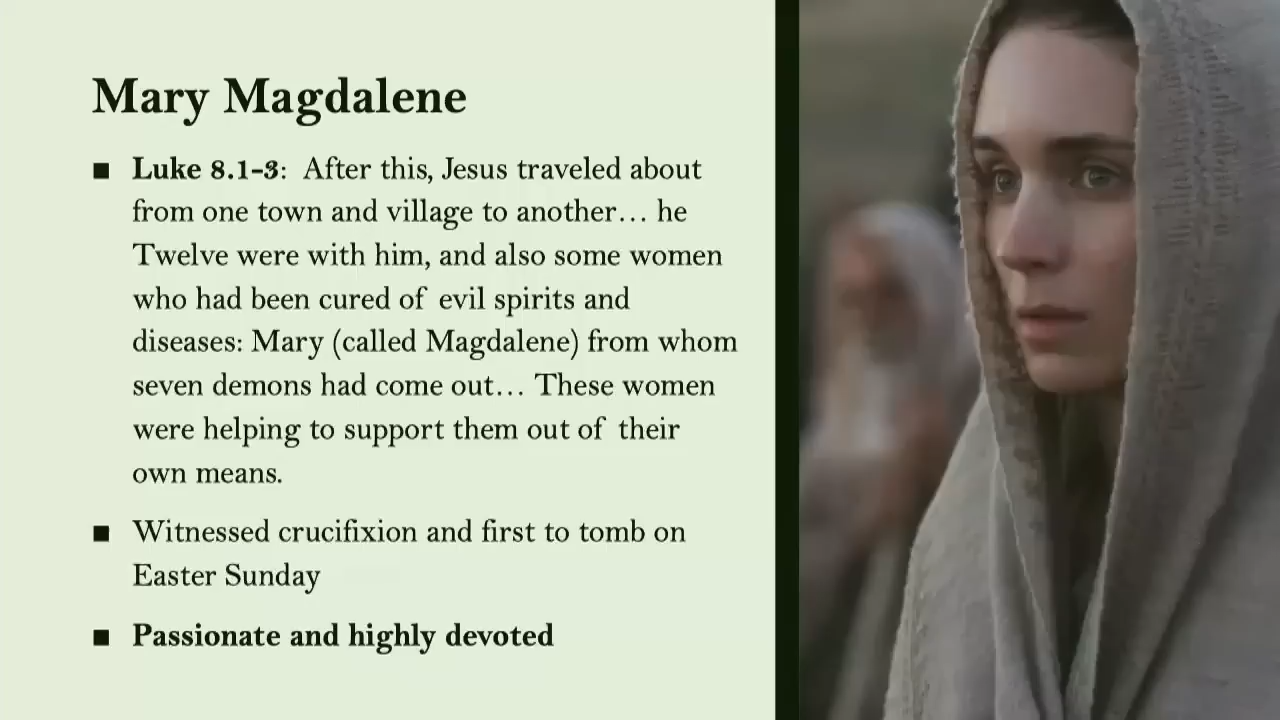 Mary Magdalene
■ Luke 8.1-3: After this, Jesus traveled about
from one town and village to another… he
Twelve were with him, and also some women
who had been cured of evil spirits and
diseases: Mary (called Magdalene) from whom
seven demons had come out… These women
were helping to support them out of their
own means.
■ Witnessed crucifixion and first to tomb on
Easter Sunday
■ Passionate and highly devoted